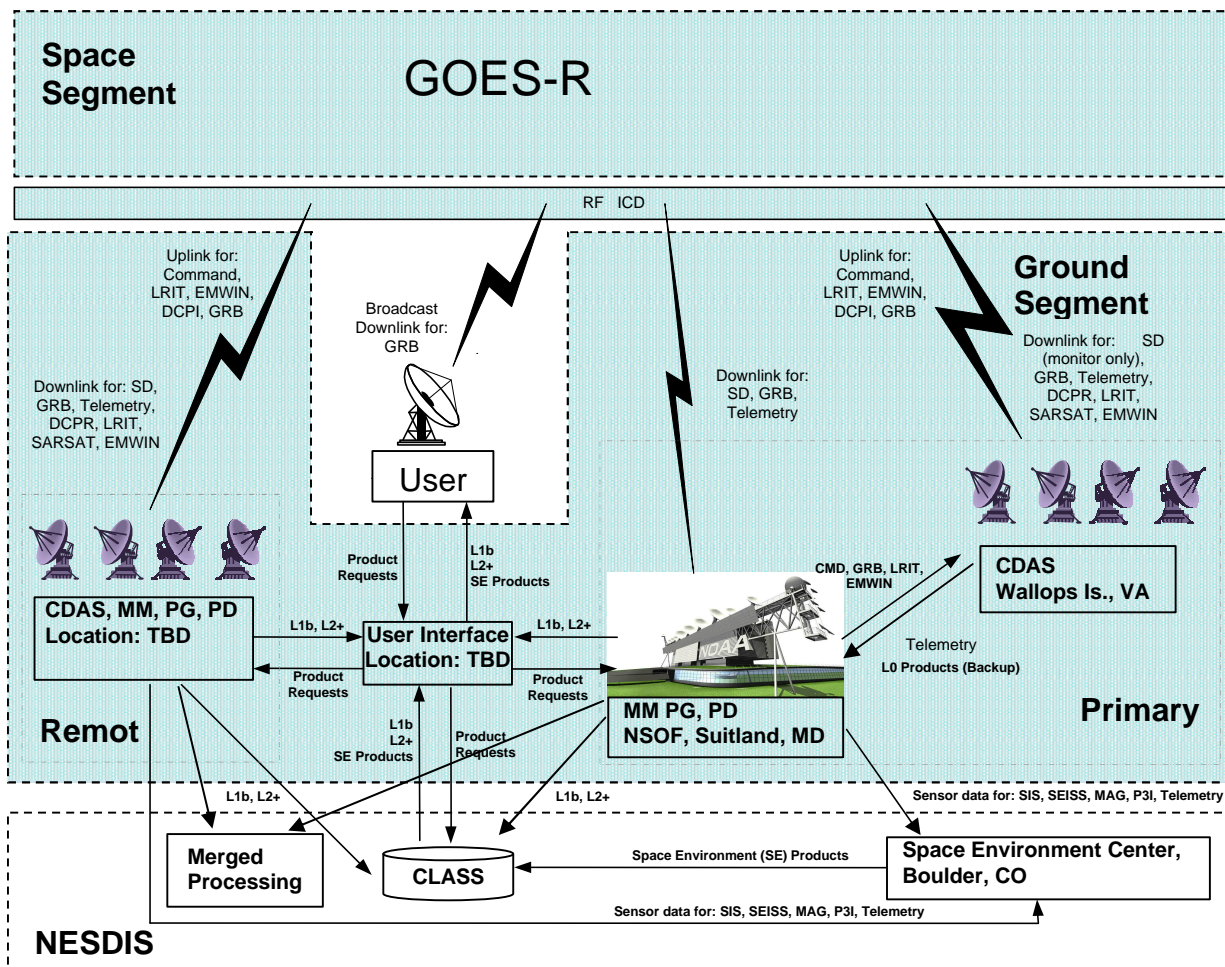 Space
Segment
GOES-R
RF ICD
Uplink for:
Command,
LRIT, EMWIN,
DCPI, GRB
Broadcast
Downlink for:
GRB
Uplink for:
Command,
LRIT, EMWIN,
DCPI, GRB
Ground
Segment
Downlink for: SD,
GRB, Telemetry,
DCPR, LRIT,
SARSAT, EMWIN
Downlink for:
SD, GRB,
Telemetry
Downlink for: SD
(monitor only),
GRB, Telemetry,
DCPR, LRIT,
SARSAT, EMWIN
User
Product
Requests
L1b
L2+
SE Products
CMD, GRB, LRIT,
EMWIN
CDAS
Wallops Is., VA
CDAS, MM, PG, PD
Location: TBD
L1b, L2+
User Interface
Location: TBD
L1b, L2+
NOAA
Telemetry
L0 Products (Backup)
Product
Requests
Product
Requests
Remot
L1b
L2+
SE Products
Product
Requests
MM PG, PD
NSOF, Suitland, MD
Primary
L1b, L2+
L1b, L2+
Sensor data for: SIS, SEISS, MAG, P3I, Telemetry
Merged
Processing
CLASS
Space Environment (SE) Products
Space Environment Center,
Boulder, CO
Sensor data for: SIS, SEISS, MAG, P3I, Telemetry
NESDIS